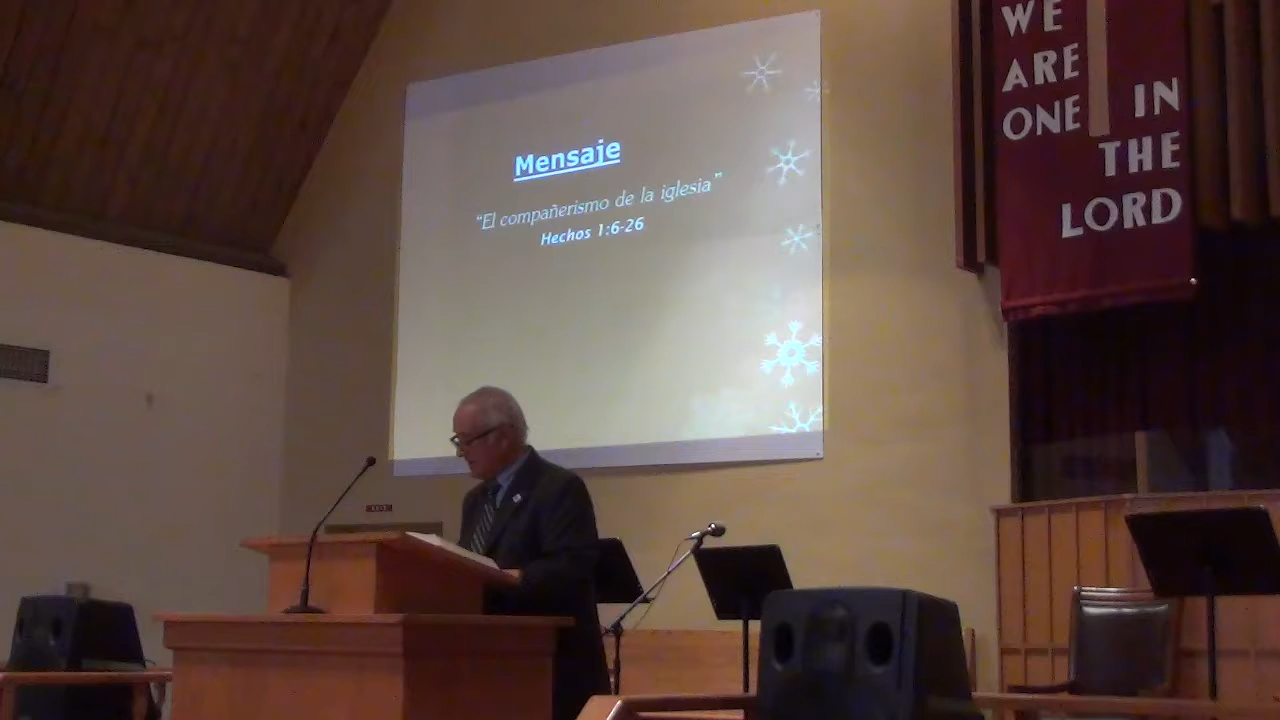 Mensaje
“El compañerismo de la iglesia”
Hechos 1:6-26
WE
ARE
ONE IN
THE
LORD